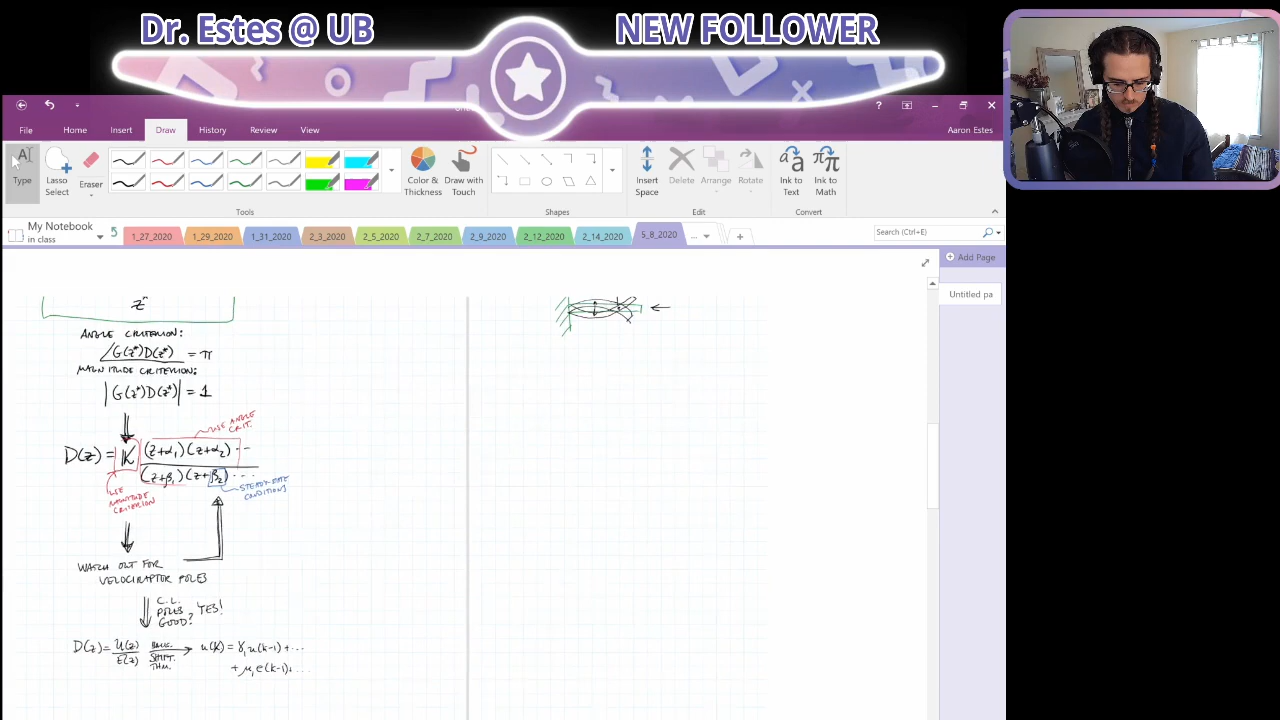 Dr. Estes @ UB
NEW FOLLOWER
File
Home
Insert
Draw
History
Review
View
Aaron Estes
Type
Lasso Select
Eraser
Color & Thickness
Draw with Touch
Insert Space
Delete
Arrange
Rotate
Ink to Text
Ink to Math
Tools
Shapes
Edit
Convert
My Notebook
in class
1_27_2020
1_29_2020
1_31_2020
2_3_2020
2_5_2020
2_7_2020
2_9_2020
2_12_2020
2_14_2020
5_8_2020
...
Search (Ctrl+E)
Add Page
Untitled pa
zⁿ
ANGLE CRITERION:
∠G(z*)D(z*) = π
MAGNITUDE CRITERION:
|G(z*)D(z*)| = 1
USE ANGLE
CRIT.
D(z) = K (z+α₁)(z+α₂)...
(z+β₁)(z+β₂)...
USE
MAGNITUDE
CRITERION
STEADY-STATE
CONDITIONS
WATCH OUT FOR
VELOCIRAPTOR POLES
C.L.
POLES
GOOD? YES!
D(z) = U(z)/E(z)
SHIFT.
THM.
u(k) = γ₁u(k-1)+...
+μ₁e(k-1)+...